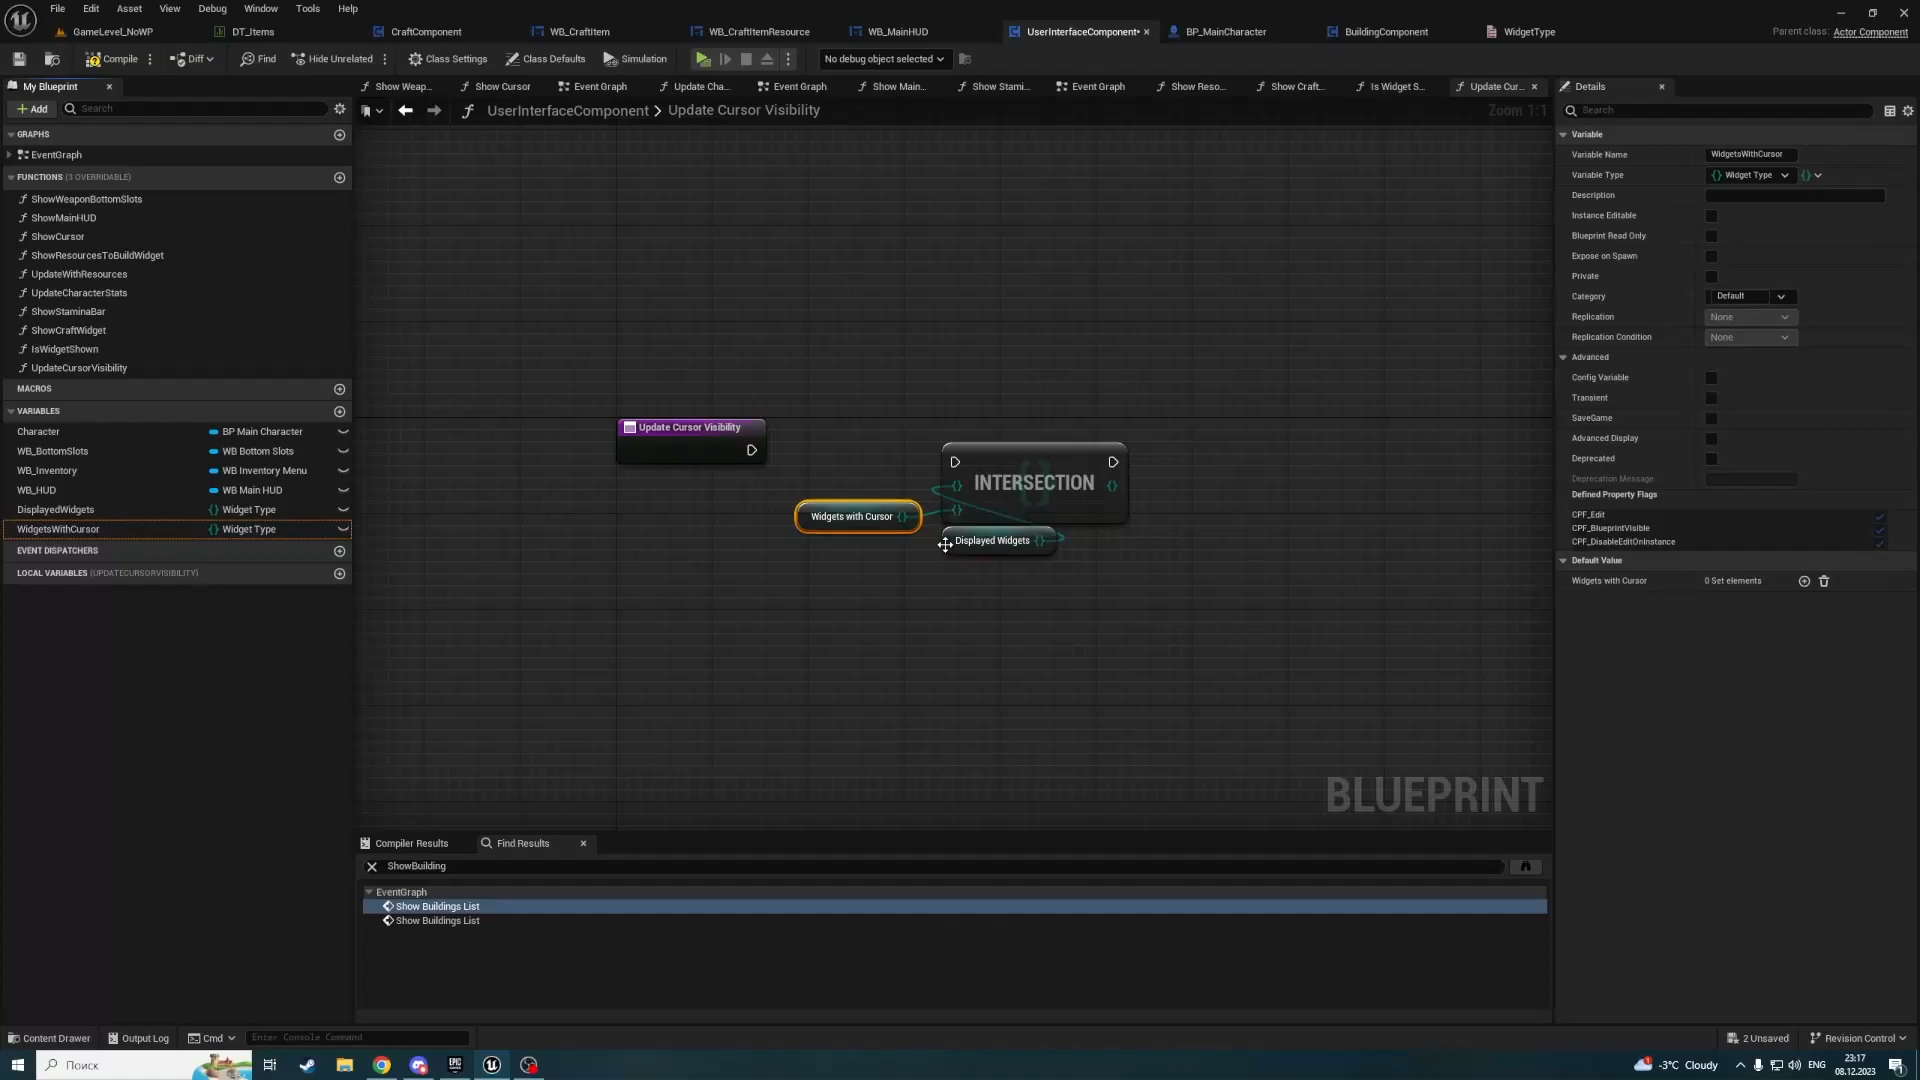 File Edit Asset View Debug Window Tools Help
GameLevel_NoWP DT_Items CraftComponent WB_CraftItem WB_CraftItemResource WB_MainHUD UserInterfaceComponent* BP_MainCharacter BuildingComponent WidgetType
Parent class: Actor Component
Compile Diff Find Hide Unrelated Class Settings Class Defaults Simulation No debug object selected
My Blueprint
Show Weap... Show Cursor Event Graph Update Cha... Event Graph Show Main... Show Stami... Event Graph Show Reso... Show Craft... Is Widget S... Update Cur...
Details
Add Search
UserInterfaceComponent > Update Cursor Visibility
Zoom 1:1
Search
GRAPHS
EventGraph
FUNCTIONS (3 OVERRIDABLE)
ShowWeaponBottomSlots
ShowMainHUD
ShowCursor
ShowResourcesToBuildWidget
UpdateWithResources
UpdateCharacterStats
ShowStaminaBar
ShowCraftWidget
IsWidgetShown
UpdateCursorVisibility
MACROS
VARIABLES
Character BP Main Character
WB_BottomSlots WB Bottom Slots
WB_Inventory WB Inventory Menu
WB_HUD WB Main HUD
DisplayedWidgets Widget Type
WidgetsWithCursor Widget Type
EVENT DISPATCHERS
LOCAL VARIABLES (UPDATECURSORVISIBILITY)
Update Cursor Visibility
INTERSECTION
Widgets with Cursor
Displayed Widgets
BLUEPRINT
Variable
Variable Name WidgetsWithCursor
Variable Type Widget Type
Description
Instance Editable
Blueprint Read Only
Expose on Spawn
Private
Category Default
Replication None
Replication Condition None
Advanced
Config Variable
Transient
SaveGame
Advanced Display
Deprecated
Deprecation Message
Defined Property Flags
CPF_Edit
CPF_BlueprintVisible
CPF_DisableEditOnInstance
Default Value
Widgets with Cursor 0 Set elements
Compiler Results Find Results
ShowBuilding
EventGraph
Show Buildings List
Show Buildings List
Content Drawer Output Log Cmd Enter Console Command
2 Unsaved Revision Control
Поиск
EPIC GAMES
1 -3°C Cloudy ENG 23:17
08.12.2023
1